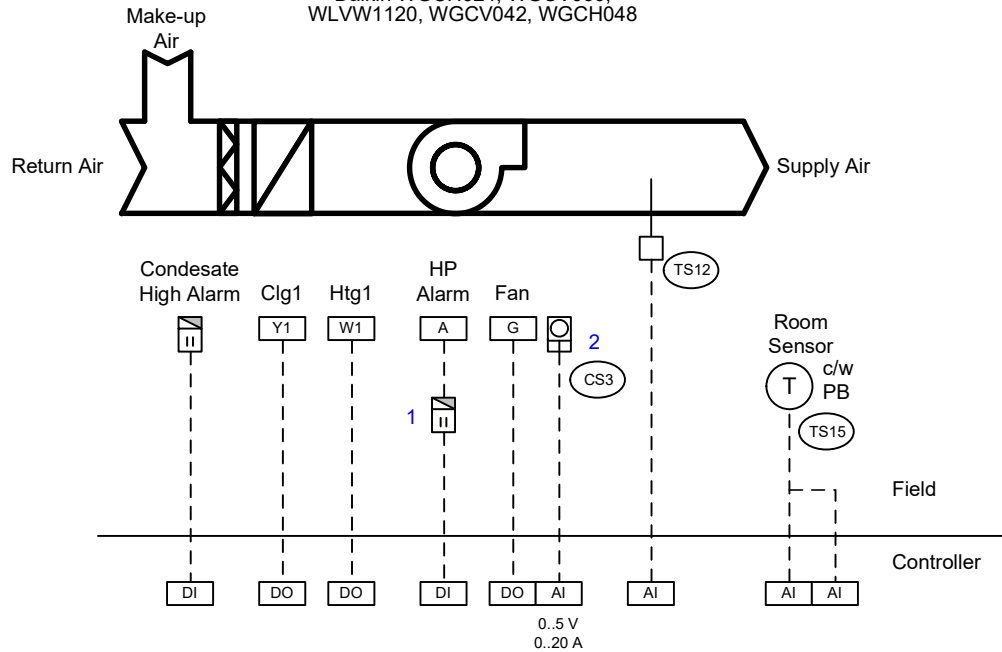 WLVW1120, WGCV042, WGCH048
Make-up
Air
Return Air
Supply Air
TS12
Condesate
High Alarm
Clg1
Htg1
HP
Alarm
Fan
Y1
W1
A
G
2
CS3
1
Room
Sensor
T
c/w
PB
TS15
Field
Controller
DI
DO
DO
DI
DO
AI
AI
AI
AI
0..5 V
0..20 A